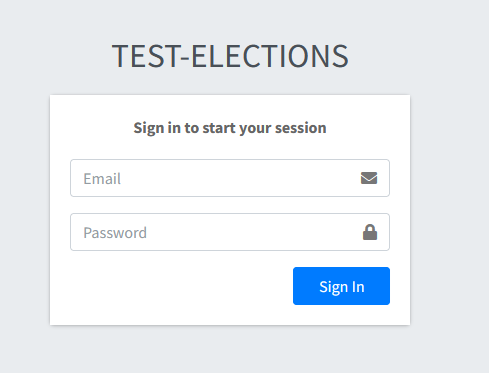 TEST-ELECTIONS
Sign in to start your session
Email
Password
Sign In